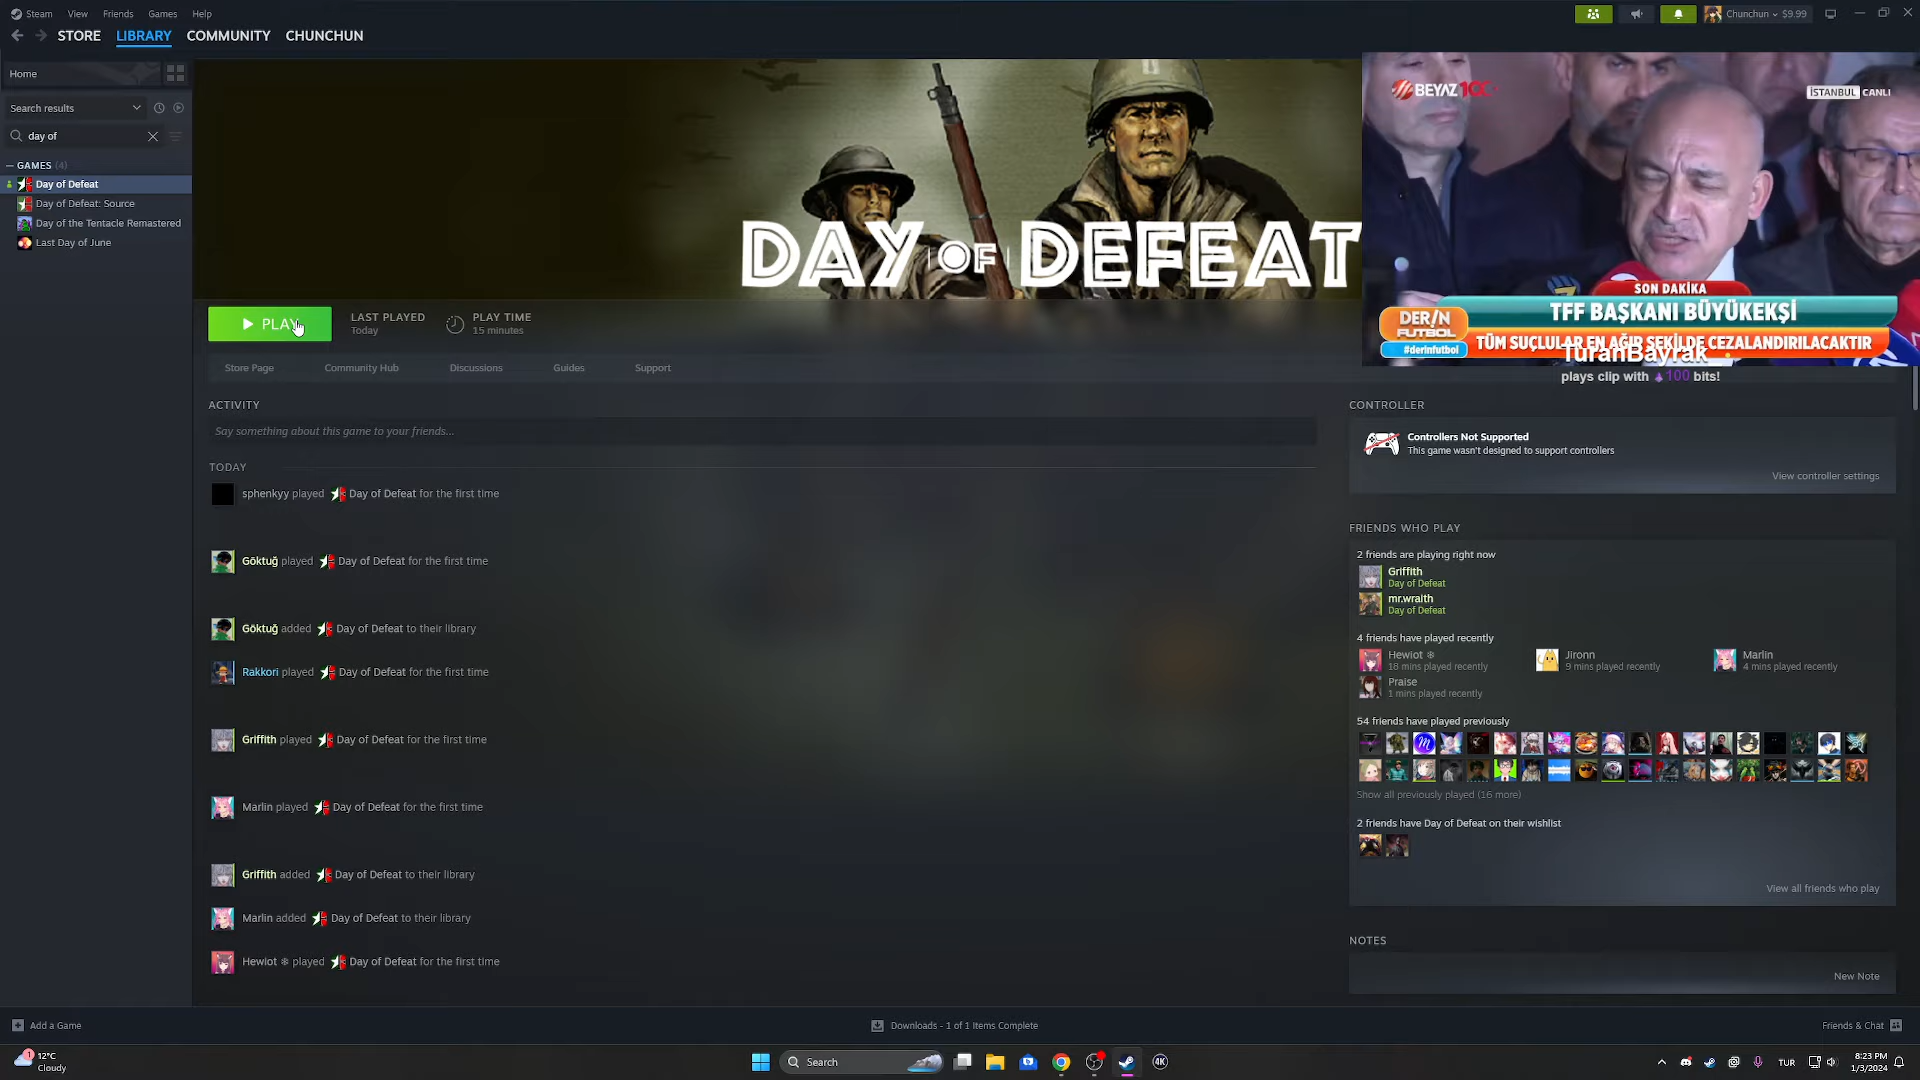 Steam View Friends Games Help
Chunchun $9.99
STORE LIBRARY COMMUNITY CHUNCHUN
Home
Search results
day of
GAMES (4)
Day of Defeat
Day of Defeat: Source
Day of the Tentacle Remastered
Last Day of June
DAY OF DEFEAT
BEYAZ 100
İSTANBUL CANLI
SON DAKİKA
TFF BAŞKANI BÜYÜKEKŞİ
DERİN FUTBOL
#derinfutbol
TÜM SUÇLULAR EN AĞIR ŞEKİLDE CEZALANDIRILACAKTIR
TuranBayrak
plays clip with 100 bits!
PLAY
LAST PLAYED
Today
PLAY TIME
15 minutes
Store Page Community Hub Discussions Guides Support
ACTIVITY
Say something about this game to your friends...
TODAY
sphenkyy played Day of Defeat for the first time
Göktuğ played Day of Defeat for the first time
Göktuğ added Day of Defeat to their library
Rakkori played Day of Defeat for the first time
Griffith played Day of Defeat for the first time
Marlin played Day of Defeat for the first time
Griffith added Day of Defeat to their library
Marlin added Day of Defeat to their library
Hewiot ❄ played Day of Defeat for the first time
CONTROLLER
Controllers Not Supported
This game wasn't designed to support controllers
View controller settings
FRIENDS WHO PLAY
2 friends are playing right now
Griffith
Day of Defeat
mr.wraith
Day of Defeat
4 friends have played recently
Hewiot ❄
18 mins played recently
Jironn
9 mins played recently
Marlin
4 mins played recently
Praise
1 mins played recently
54 friends have played previously
Show all previously played (16 more)
2 friends have Day of Defeat on their wishlist
View all friends who play
NOTES
New Note
Add a Game
Downloads - 1 of 1 Items Complete
Friends & Chat
1
12°C
Cloudy
Search
4K
TUR
8:23 PM
1/3/2024